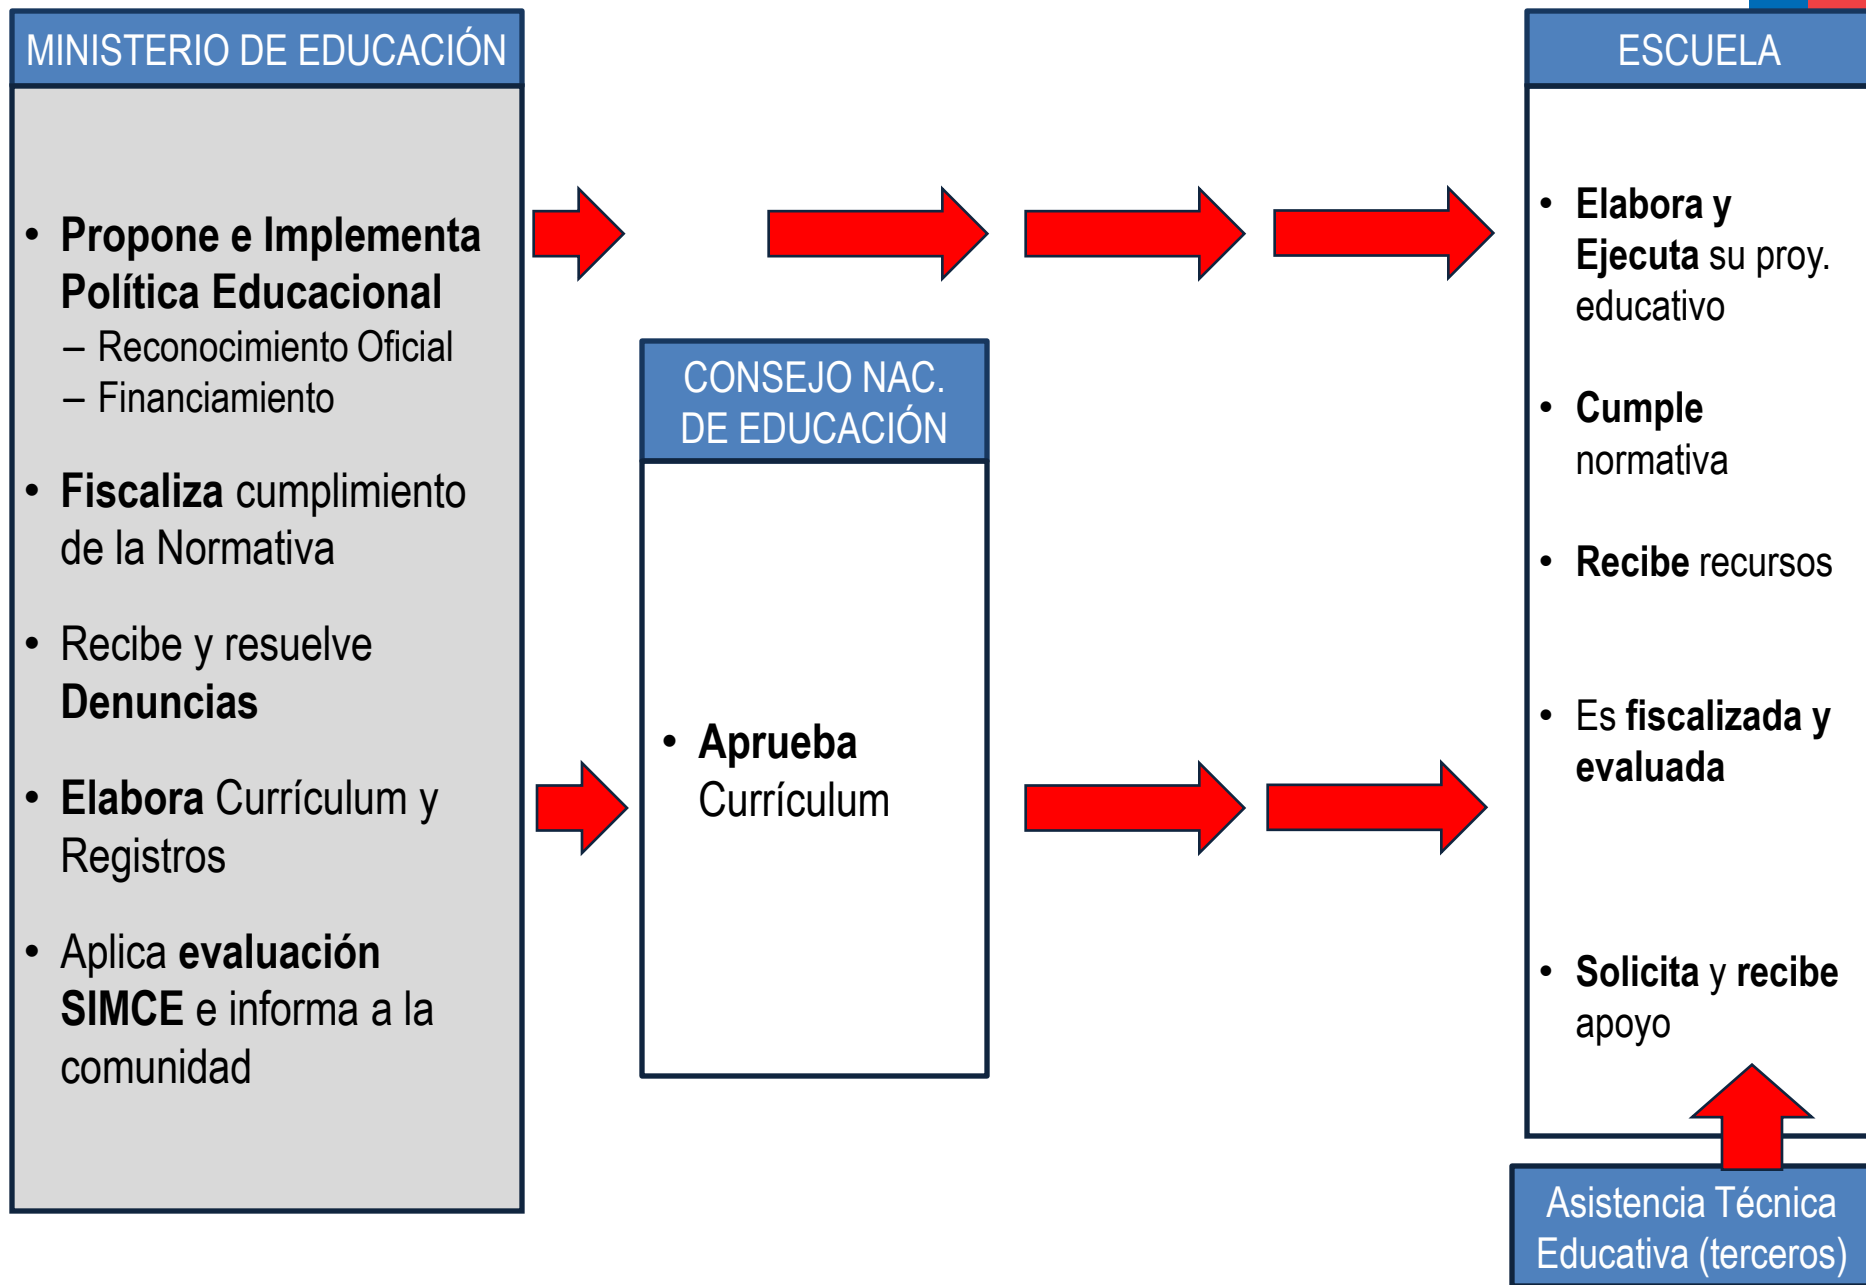 MINISTERIO DE EDUCACIÓN
• Propone e Implementa
Política Educacional
– Reconocimiento Oficial
– Financiamiento
• Fiscaliza cumplimiento
de la Normativa
• Recibe y resuelve
Denuncias
• Elabora Currículum y
Registros
• Aplica evaluación
SIMCE e informa a la
comunidad
CONSEJO NAC.
DE EDUCACIÓN
• Aprueba
Currículum
ESCUELA
• Elabora y
Ejecuta su proy.
educativo
• Cumple
normativa
• Recibe recursos
• Es fiscalizada y
evaluada
• Solicita y recibe
apoyo
Asistencia Técnica
Educativa (terceros)